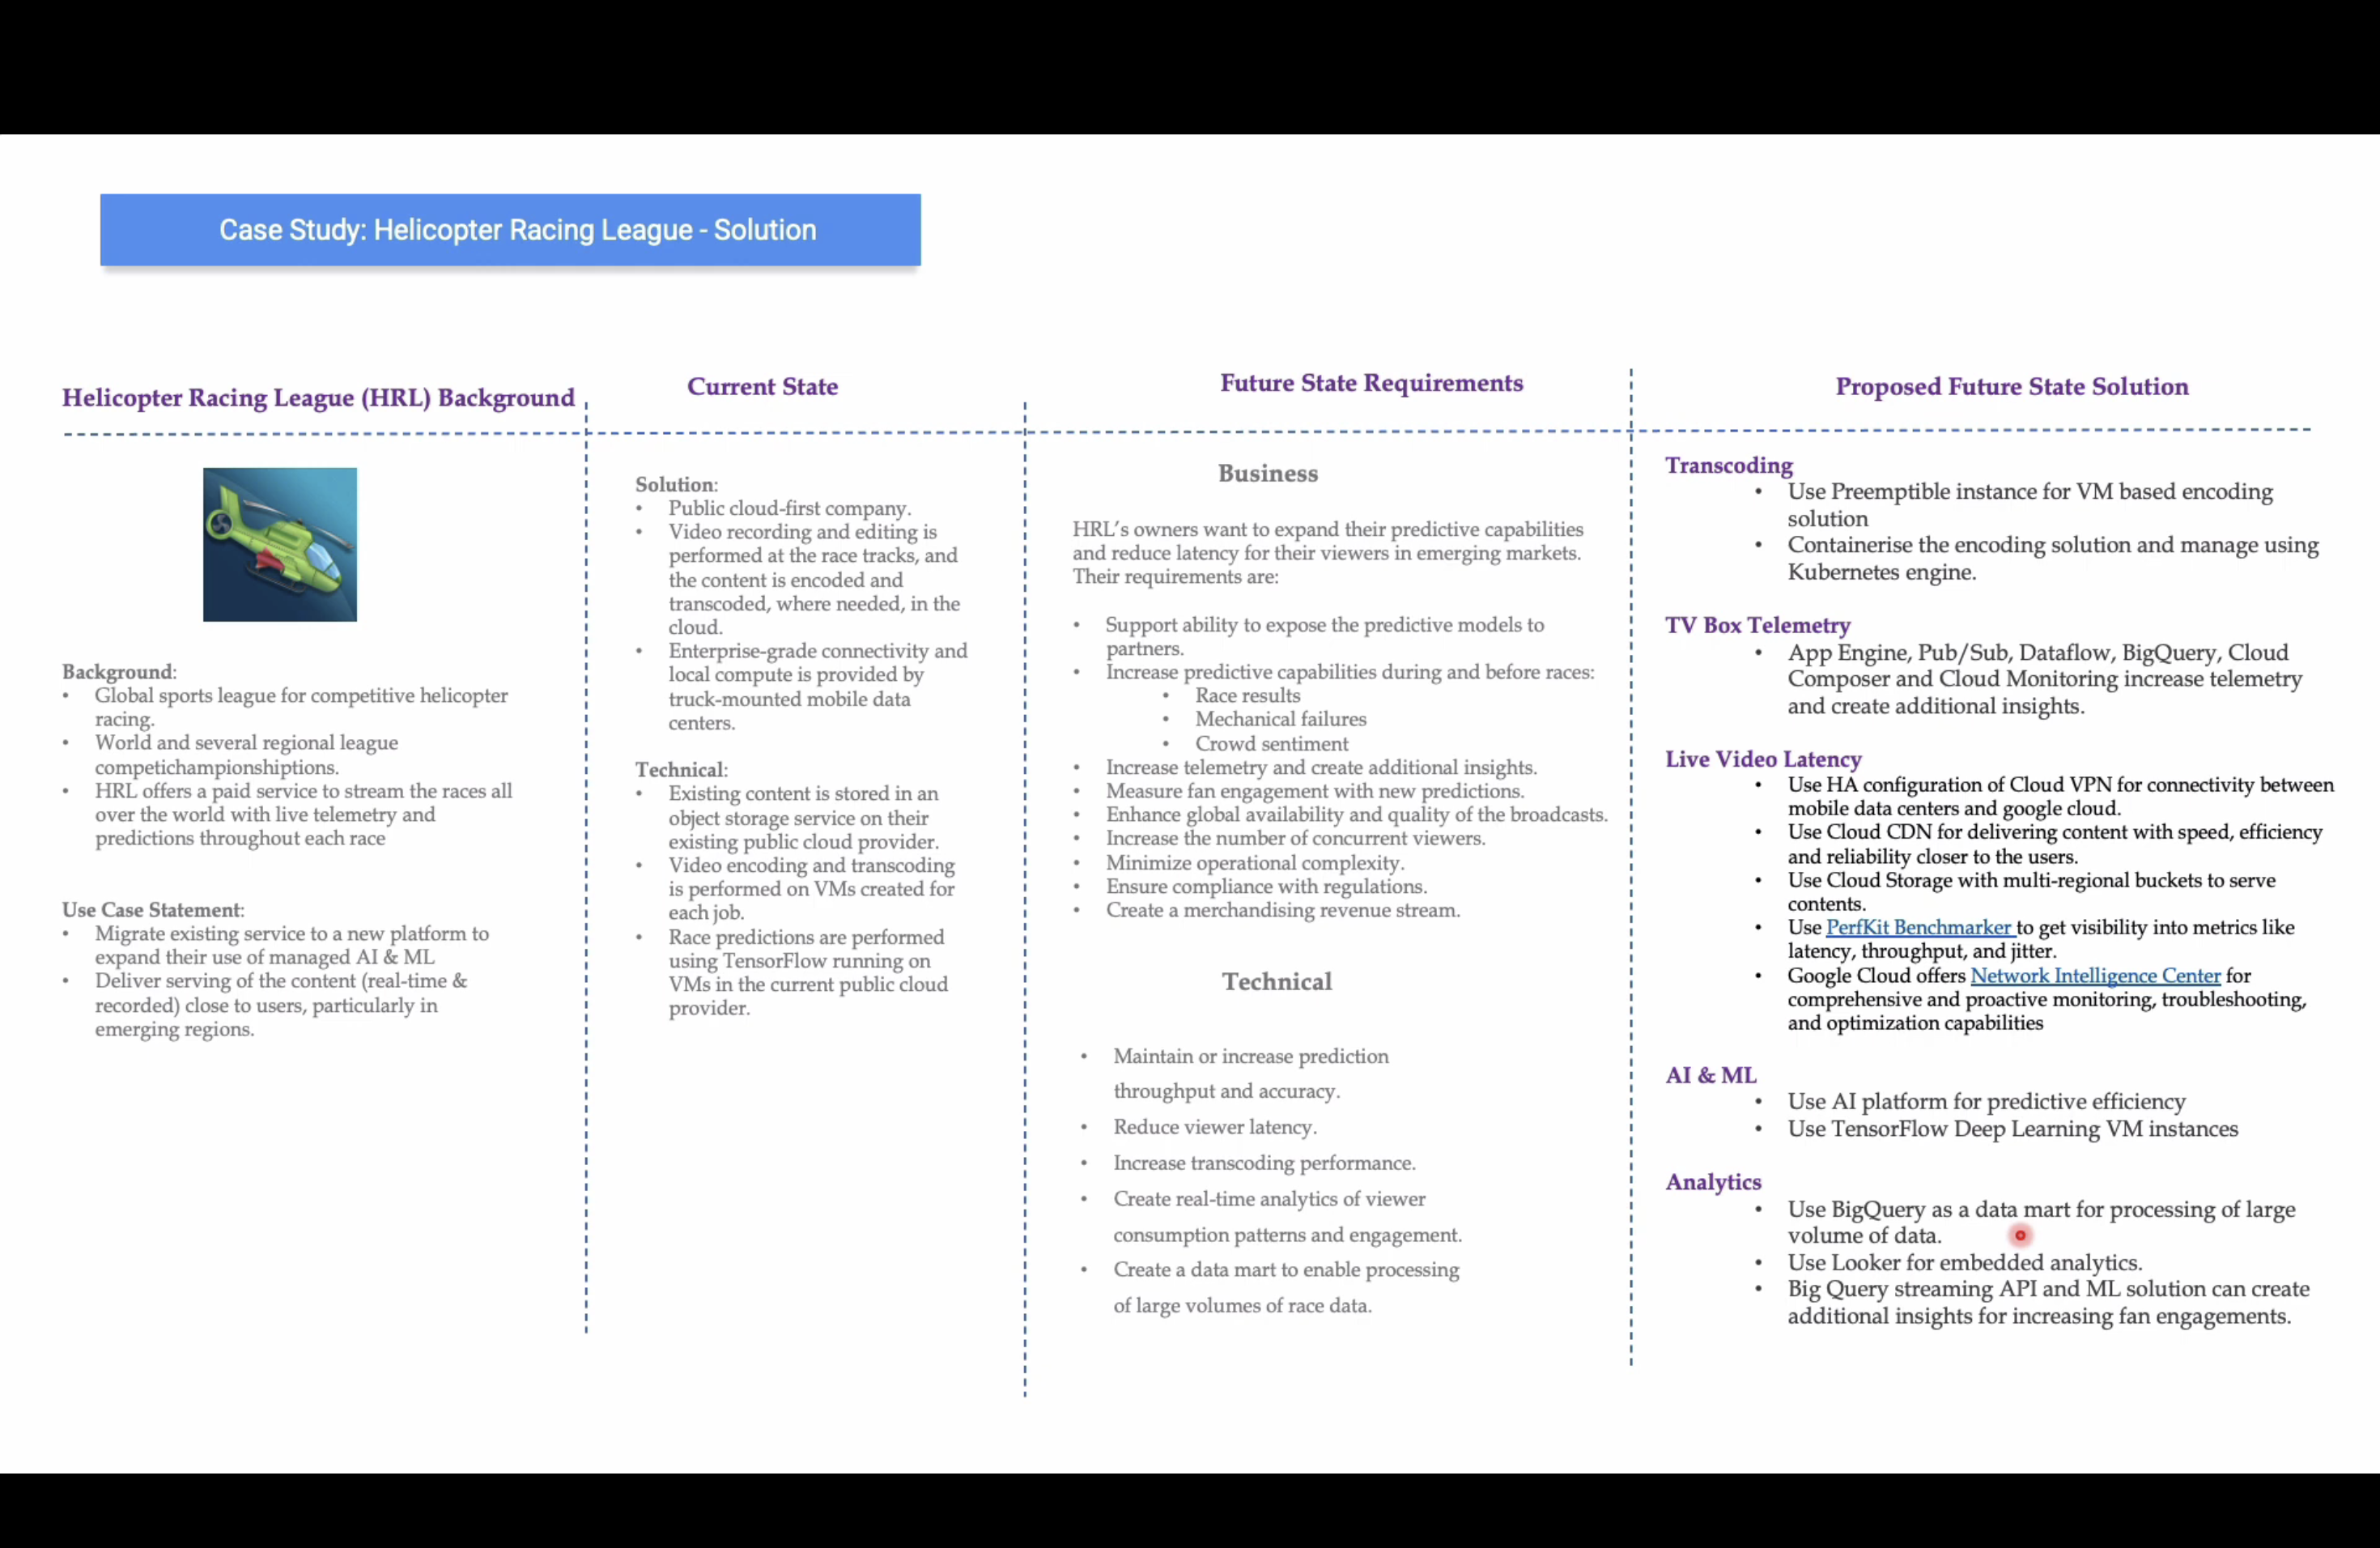 Case Study: Helicopter Racing League - Solution
Helicopter Racing League (HRL) Background
Background:
• Global sports league for competitive helicopter
racing.
• World and several regional league
competichampionshiptions.
• HRL offers a paid service to stream the races all
over the world with live telemetry and
predictions throughout each race
Use Case Statement:
• Migrate existing service to a new platform to
expand their use of managed AI & ML
• Deliver serving of the content (real-time &
recorded) close to users, particularly in
emerging regions.
Current State
Solution:
• Public cloud-first company.
• Video recording and editing is
performed at the race tracks, and
the content is encoded and
transcoded, where needed, in the
cloud.
• Enterprise-grade connectivity and
local compute is provided by
truck-mounted mobile data
centers.
Technical:
• Existing content is stored in an
object storage service on their
existing public cloud provider.
• Video encoding and transcoding
is performed on VMs created for
each job.
• Race predictions are performed
using TensorFlow running on
VMs in the current public cloud
provider.
Future State Requirements
Business
HRL's owners want to expand their predictive capabilities
and reduce latency for their viewers in emerging markets.
Their requirements are:
• Support ability to expose the predictive models to
partners.
• Increase predictive capabilities during and before races:
• Race results
• Mechanical failures
• Crowd sentiment
• Increase telemetry and create additional insights.
• Measure fan engagement with new predictions.
• Enhance global availability and quality of the broadcasts.
• Increase the number of concurrent viewers.
• Minimize operational complexity.
• Ensure compliance with regulations.
• Create a merchandising revenue stream.
Technical
• Maintain or increase prediction
throughput and accuracy.
• Reduce viewer latency.
• Increase transcoding performance.
• Create real-time analytics of viewer
consumption patterns and engagement.
• Create a data mart to enable processing
of large volumes of race data.
Proposed Future State Solution
Transcoding
• Use Preemptible instance for VM based encoding
solution
• Containerise the encoding solution and manage using
Kubernetes engine.
TV Box Telemetry
• App Engine, Pub/Sub, Dataflow, BigQuery, Cloud
Composer and Cloud Monitoring increase telemetry
and create additional insights.
Live Video Latency
• Use HA configuration of Cloud VPN for connectivity between
mobile data centers and google cloud.
• Use Cloud CDN for delivering content with speed, efficiency
and reliability closer to the users.
• Use Cloud Storage with multi-regional buckets to serve
contents.
• Use PerfKit Benchmarker to get visibility into metrics like
latency, throughput, and jitter.
• Google Cloud offers Network Intelligence Center for
comprehensive and proactive monitoring, troubleshooting,
and optimization capabilities
AI & ML
• Use AI platform for predictive efficiency
• Use TensorFlow Deep Learning VM instances
Analytics
• Use BigQuery as a data mart for processing of large
volume of data.
• Use Looker for embedded analytics.
• Big Query streaming API and ML solution can create
additional insights for increasing fan engagements.